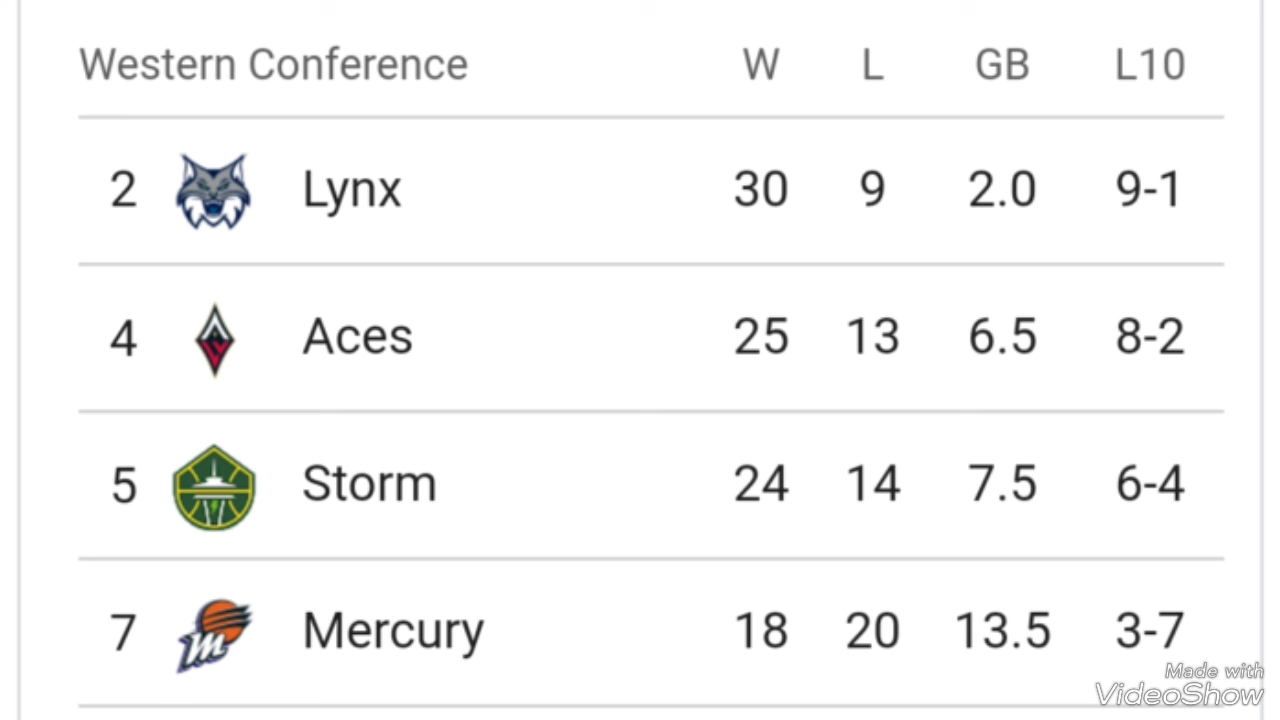 Western Conference W L GB L10
2 Lynx 30 9 2.0 9-1
4 Aces 25 13 6.5 8-2
5 Storm 24 14 7.5 6-4
7 Mercury 18 20 13.5 3-7
Made with
VideoShow